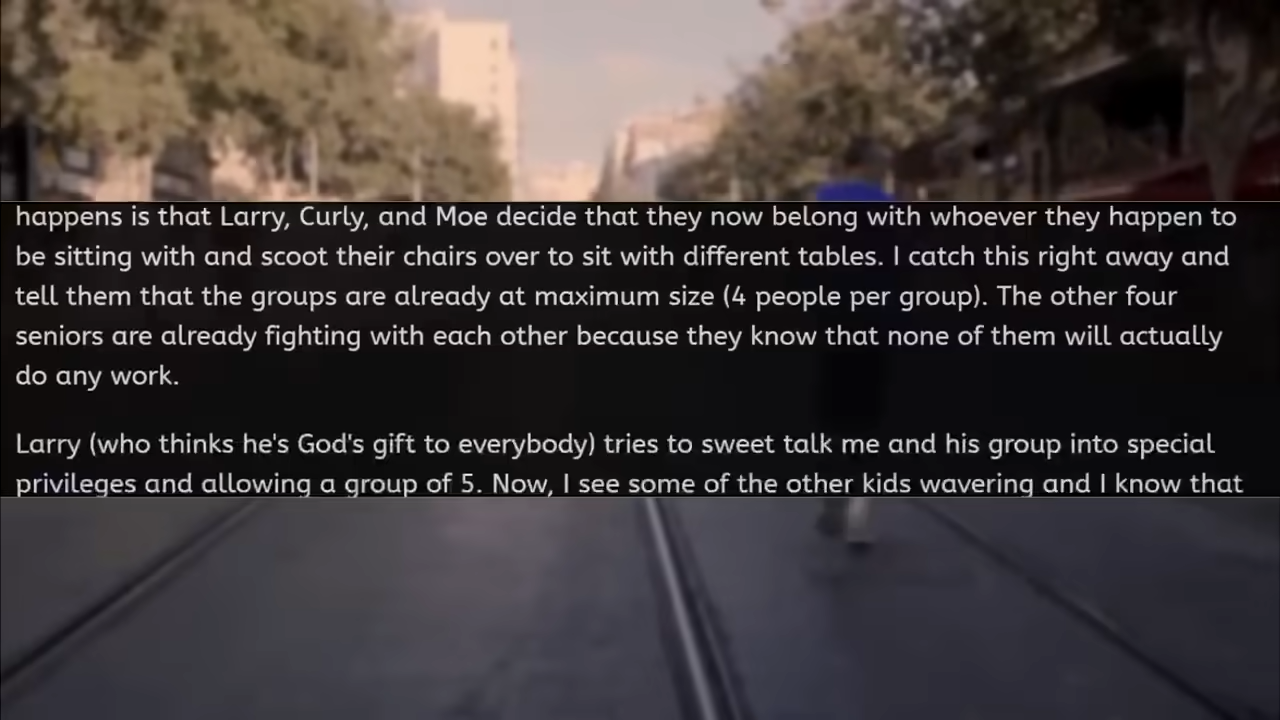 happens is that Larry, Curly, and Moe decide that they now belong with whoever they happen to
be sitting with and scoot their chairs over to sit with different tables. I catch this right away and
tell them that the groups are already at maximum size (4 people per group). The other four
seniors are already fighting with each other because they know that none of them will actually
do any work.
Larry (who thinks he's God's gift to everybody) tries to sweet talk me and his group into special
privileges and allowing a group of 5. Now, I see some of the other kids wavering and I know that